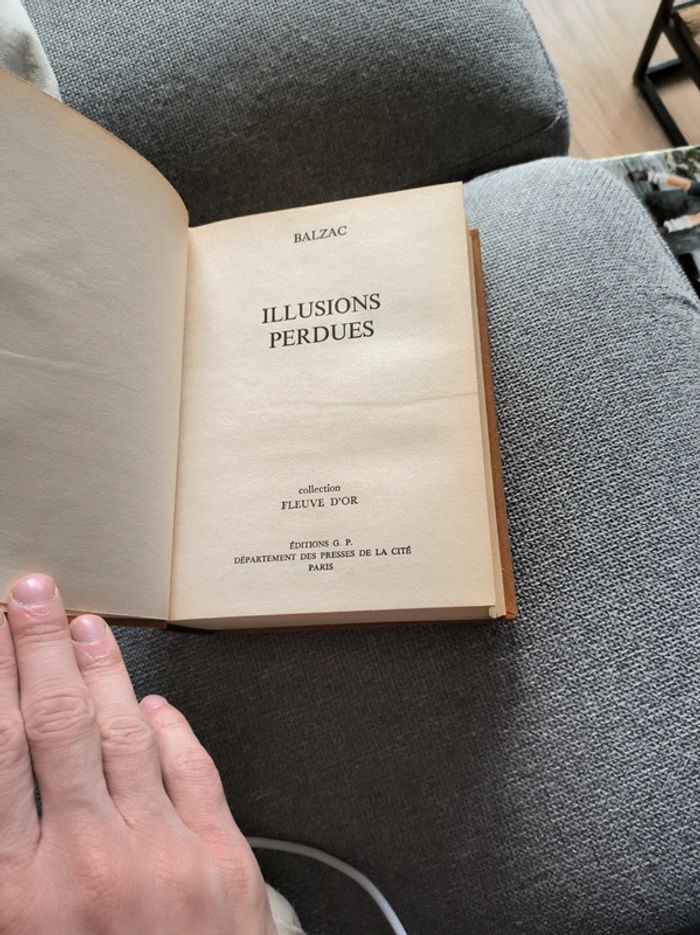 BALZAC
ILLUSIONS
PERDUES
collection
FLEUVE D'OR
ÉDITIONS G. P.
DÉPARTEMENT DES PRESSES DE LA CITÉ
PARIS